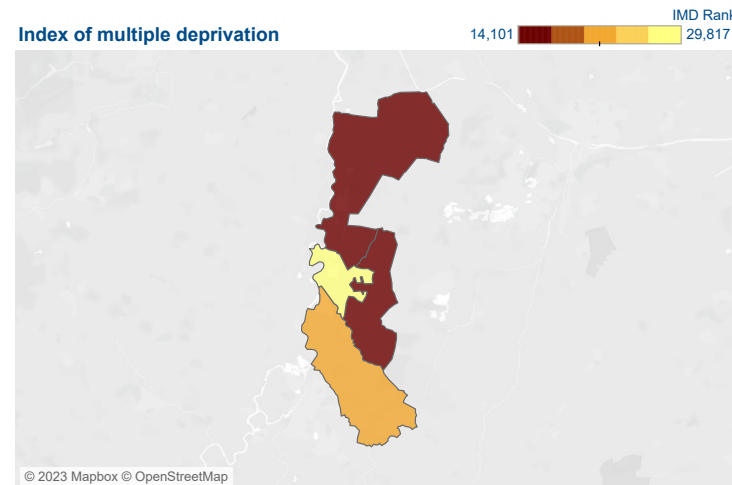 IMD Rank
Index of multiple deprivation
14,101
29,817
© 2023 Mapbox © OpenStreetMap